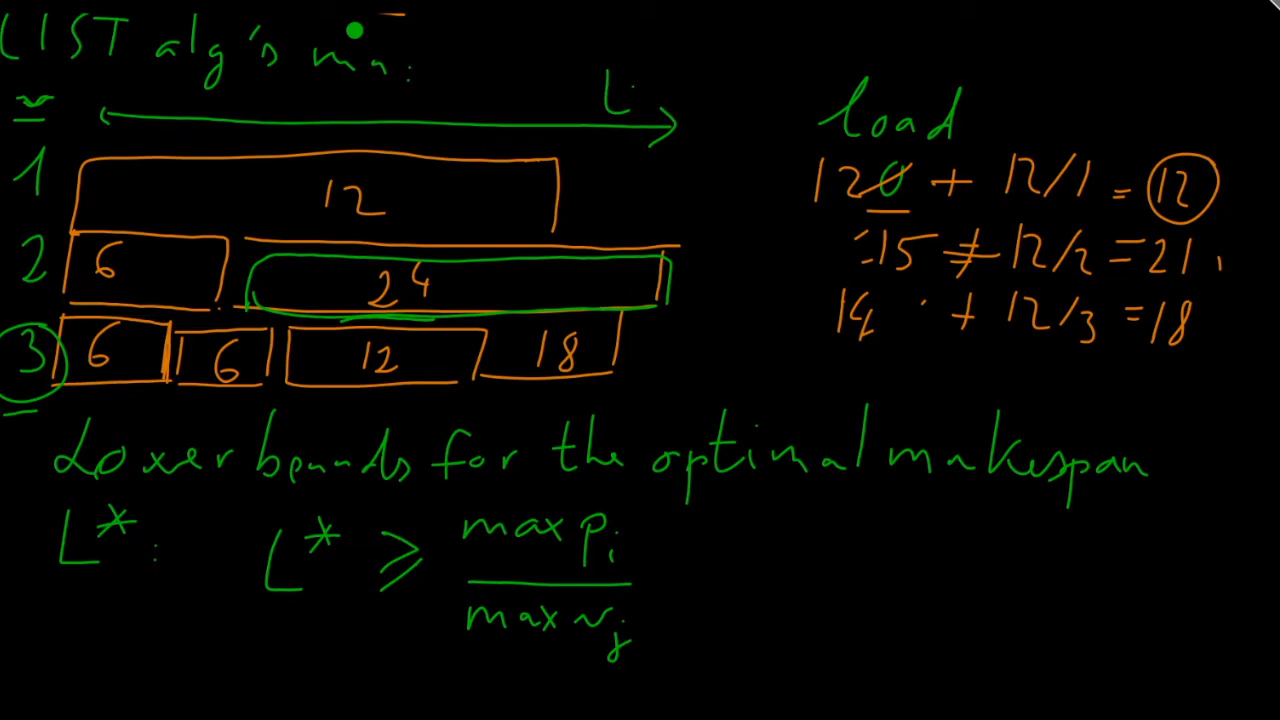 LIST alg's
L
load
1 12 120 + 12/1 = 12
2 6 24 =15 ≠ 12/2 = 21
3 6 6 12 18 14 + 12/3 = 18
Lower bounds for the optimal makespan
L*: L* ≥ max pi / max vj